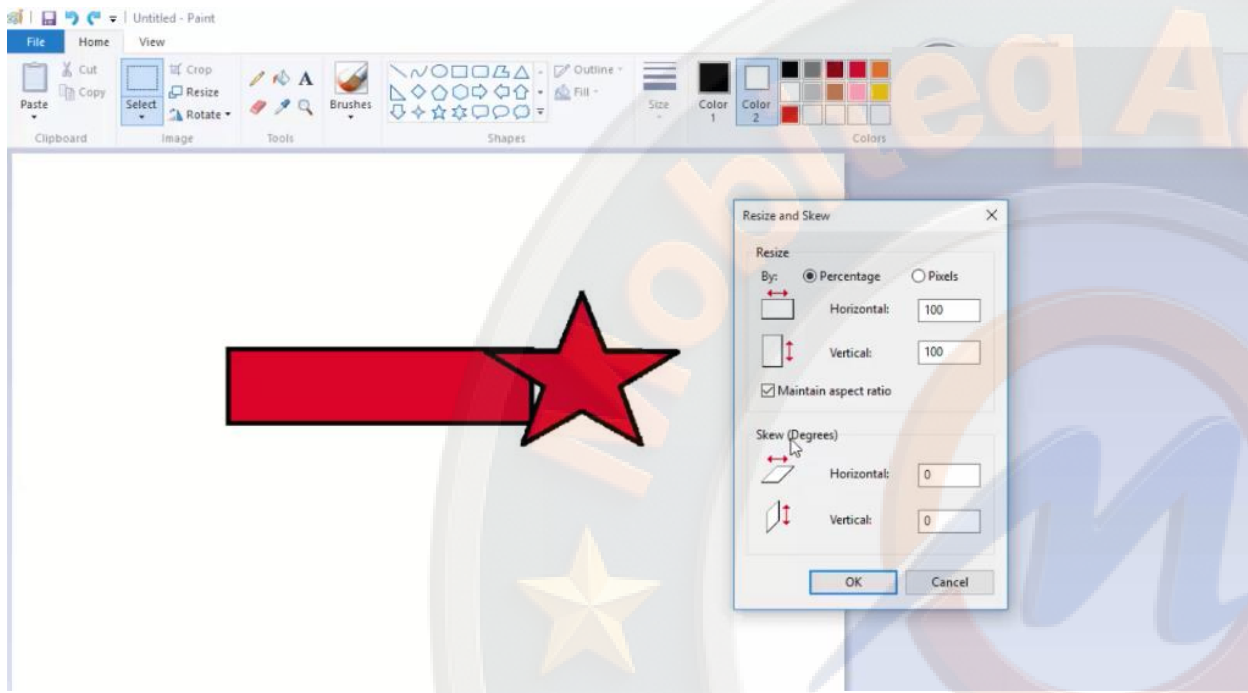 Untitled - Paint
File Home View
Paste
Cut
Copy
Clipboard
Select
Crop
Resize
Rotate
Image
A
Tools
Brushes
Outline
Fill
Shapes
Size
Color 1
Color 2
Colors
Resize and Skew
Resize
By: Percentage Pixels
Horizontal: 100
Vertical: 100
Maintain aspect ratio
Skew (Degrees)
Horizontal: 0
Vertical: 0
OK Cancel
Mobiteq A